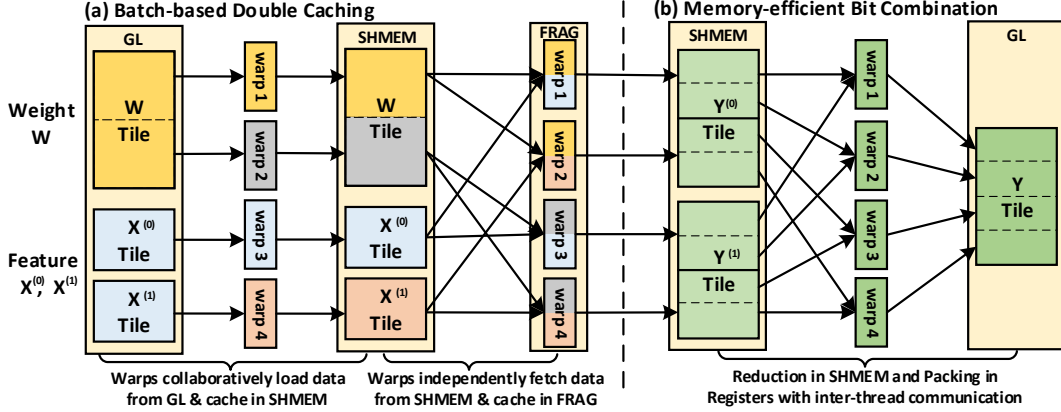 (a) Batch-based Double Caching
(b) Memory-efficient Bit Combination
GL
SHMEM
FRAG
SHMEM
GL
Weight
W
Feature
X(0), X(1)
W
Tile
X(0)
Tile
X(1)
Tile
warp 1
warp 2
warp 3
warp 4
W
Tile
X(0)
Tile
X(1)
Tile
warp 1
warp 2
warp 3
warp 4
Y(0)
Tile
Y(1)
Tile
warp 1
warp 2
warp 3
warp 4
Y
Tile
Warps collaboratively load data
from GL & cache in SHMEM
Warps independently fetch data
from SHMEM & cache in FRAG
Reduction in SHMEM and Packing in
Registers with inter-thread communication